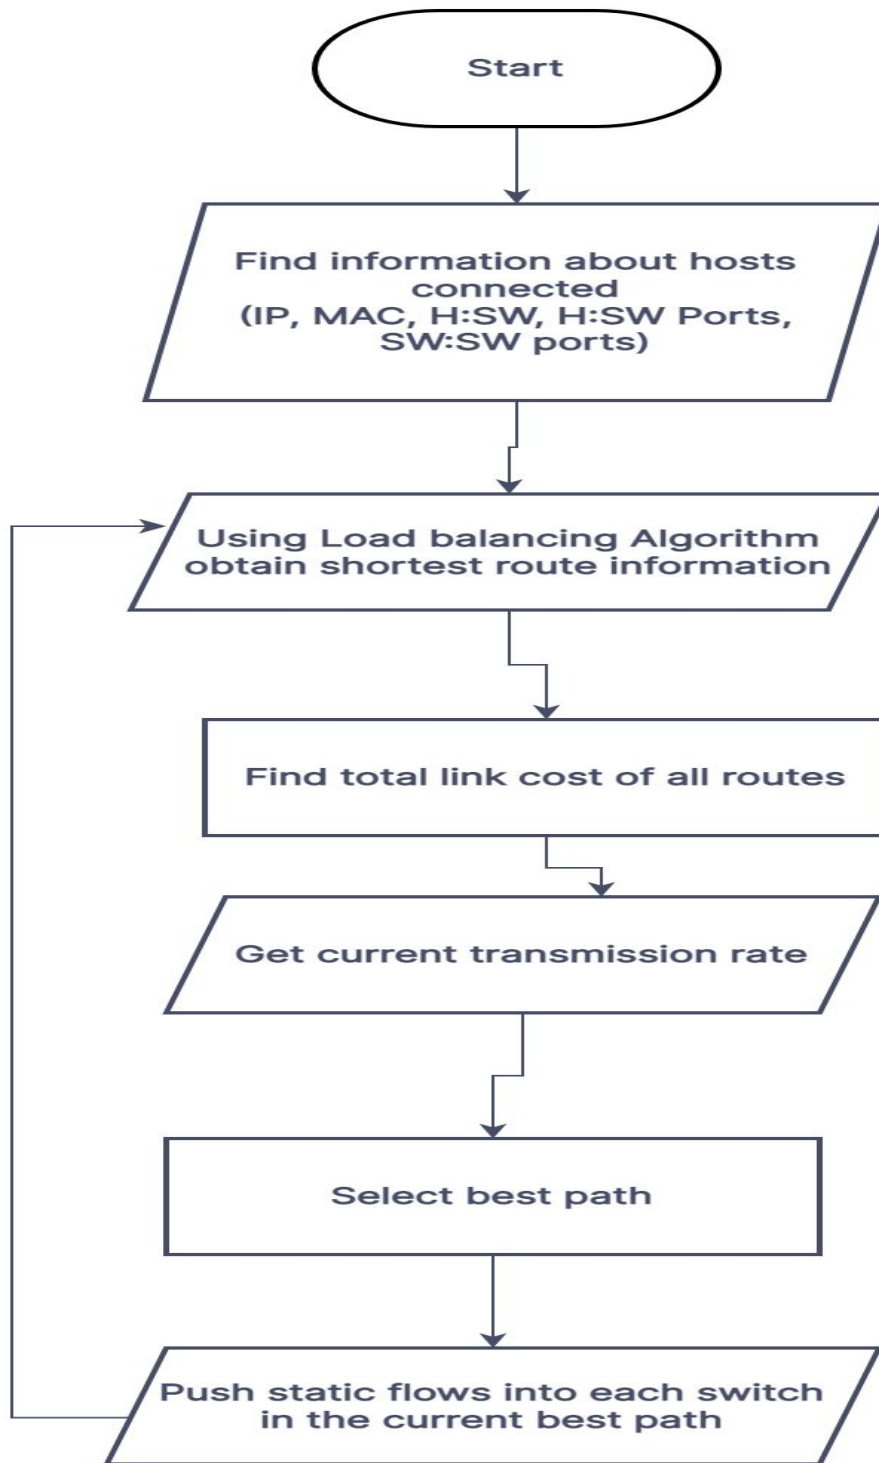 Start
Find information about hosts
connected
(IP, MAC, H:SW, H:SW Ports,
SW:SW ports)
Using Load balancing Algorithm
obtain shortest route information
Find total link cost of all routes
Get current transmission rate
Select best path
Push static flows into each switch
in the current best path